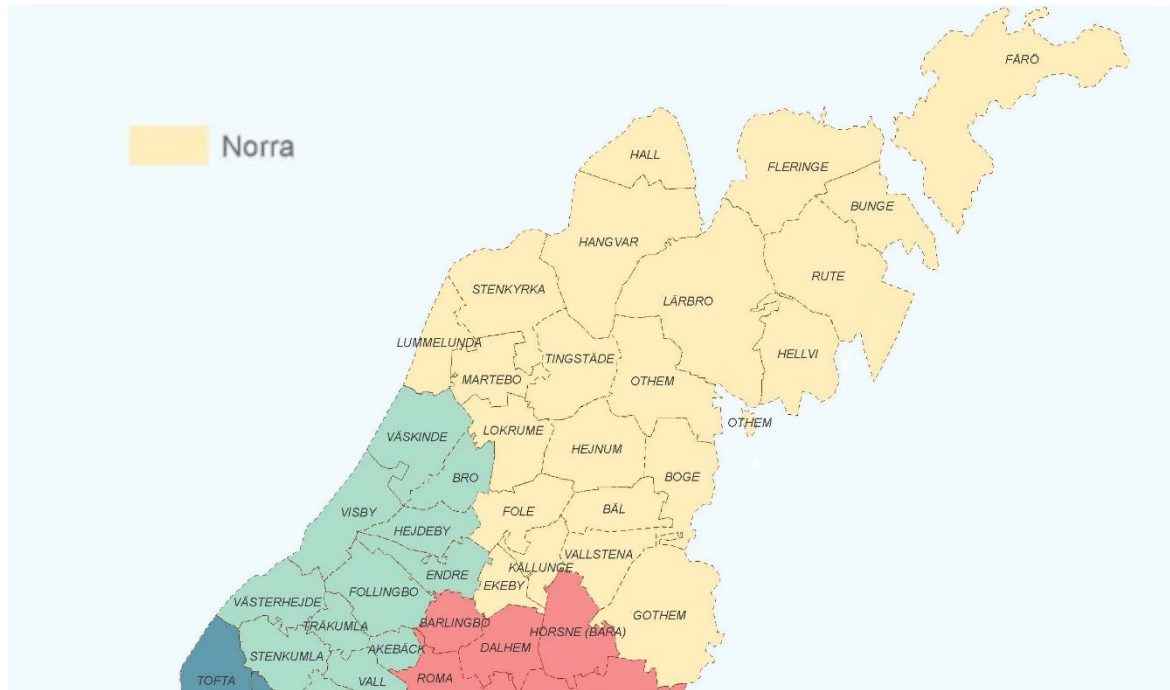 FÅRÖ
Norra
HALL
FLERINGE
BUNGE
HANGVAR
RUTE
STENKYRKA
LÄRBRO
LUMMELUNDA
TINGSTÄDE
HELLVI
MARTEBO
OTHEM
OTHEM
LOKRUME
VÄSKINDE
HEJNUM
BRO
BOGE
FOLE
BÄL
VISBY
HEJDEBY
VALLSTENA
KÄLLUNGE
ENDRE
EKEBY
FOLLINGBO
VÄSTERHEJDE
GOTHEM
TRÄKUMLA
BARLINGBO
HÖRSNE (BARA)
DALHEM
AKEBÄCK
STENKUMLA
TOFTA
VALL
ROMA